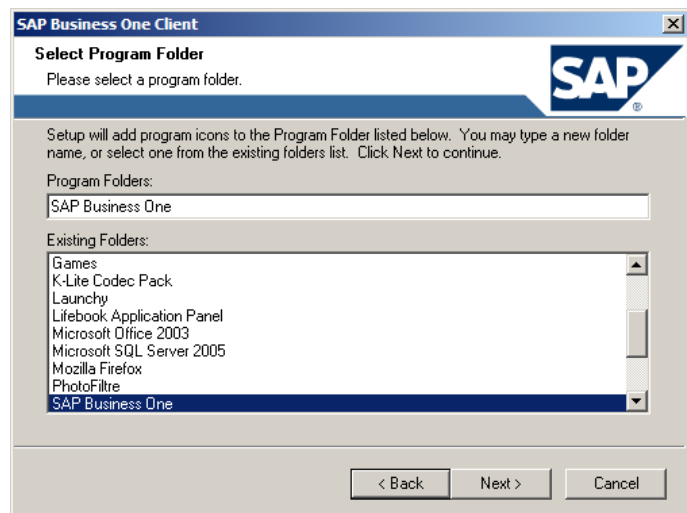 SAP Business One Client
Select Program Folder
Please select a program folder.
SAP
®
Setup will add program icons to the Program Folder listed below. You may type a new folder
name, or select one from the existing folders list. Click Next to continue.
Program Folders:
SAP Business One
Existing Folders:
Games
K-Lite Codec Pack
Launchy
Lifebook Application Panel
Microsoft Office 2003
Microsoft SQL Server 2005
Mozilla Firefox
PhotoFiltre
SAP Business One
< Back Next > Cancel